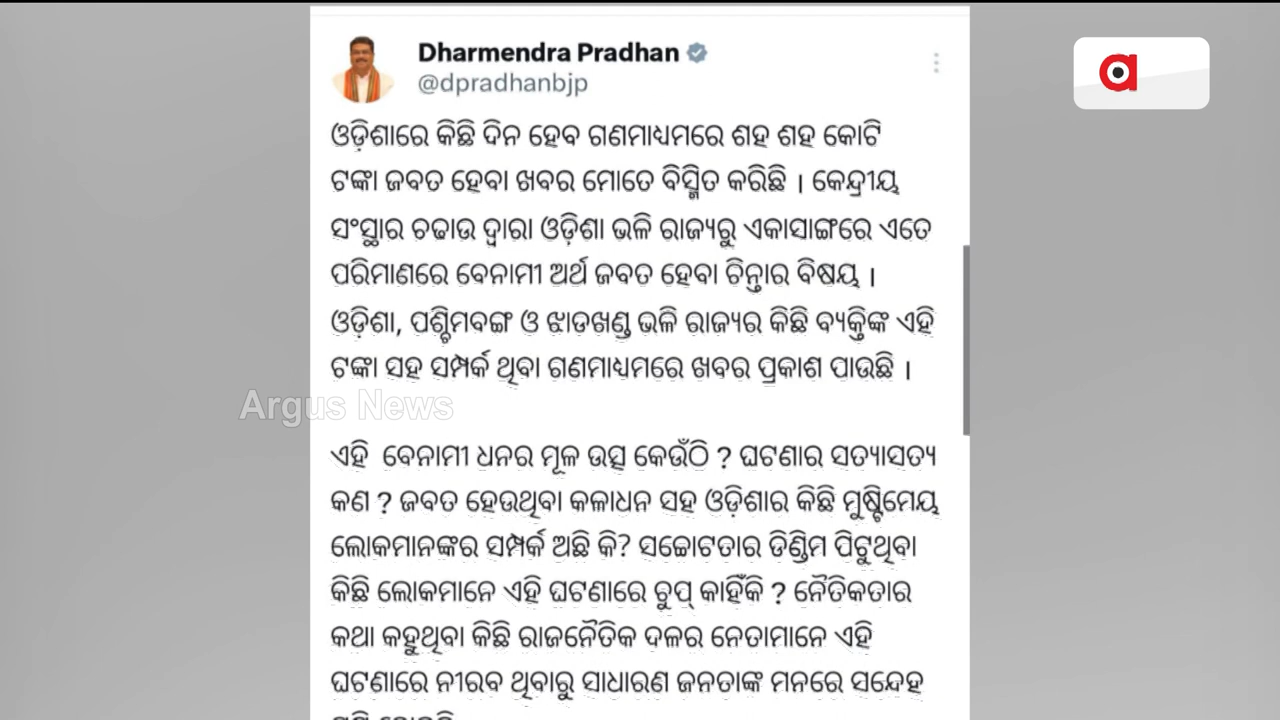 Dharmendra Pradhan
@dpradhanbjp
ଓଡ଼ିଶାରେ କିଛି ଦିନ ହେବ ଗଣମାଧ୍ୟମରେ ଶହ ଶହ କୋଟି
ଟଙ୍କା ଜବତ ହେବା ଖବର ମୋତେ ବିସ୍ମିତ କରିଛି । କେନ୍ଦ୍ରୀୟ
ସଂସ୍ଥାର ଚଢାଉ ଦ୍ୱାରା ଓଡ଼ିଶା ଭଳି ରାଜ୍ୟରୁ ଏକାସାଙ୍ଗରେ ଏତେ
ପରିମାଣରେ ବେନାମୀ ଅର୍ଥ ଜବତ ହେବା ଚିନ୍ତାର ବିଷୟ ।
ଓଡ଼ିଶା, ପଶ୍ଚିମବଙ୍ଗ ଓ ଝାଡଖଣ୍ଡ ଭଳି ରାଜ୍ୟର କିଛି ବ୍ୟକ୍ତିଙ୍କ ଏହି
ଟଙ୍କା ସହ ସମ୍ପର୍କ ଥିବା ଗଣମାଧ୍ୟମରେ ଖବର ପ୍ରକାଶ ପାଉଛି ।
Argus News
ଏହି ବେନାମୀ ଧନର ମୂଳ ଉତ୍ସ କେଉଁଠି ? ଘଟଣାର ସତ୍ୟାସତ୍ୟ
କଣ ? ଜବତ ହେଉଥିବା କଳାଧନ ସହ ଓଡ଼ିଶାର କିଛି ମୁଷ୍ଟିମେୟ
ଲୋକମାନଙ୍କର ସମ୍ପର୍କ ଅଛି କି? ସଚ୍ଚୋଟତାର ଡିଣ୍ଡିମ ପିଟୁଥିବା
କିଛି ଲୋକମାନେ ଏହି ଘଟଣାରେ ଚୁପ୍ କାହିଁକି ? ନୈତିକତାର
କଥା କହୁଥିବା କିଛି ରାଜନୈତିକ ଦଳର ନେତାମାନେ ଏହି
ଘଟଣାରେ ନୀରବ ଥିବାରୁ ସାଧାରଣ ଜନତାଙ୍କ ମନରେ ସନ୍ଦେହ